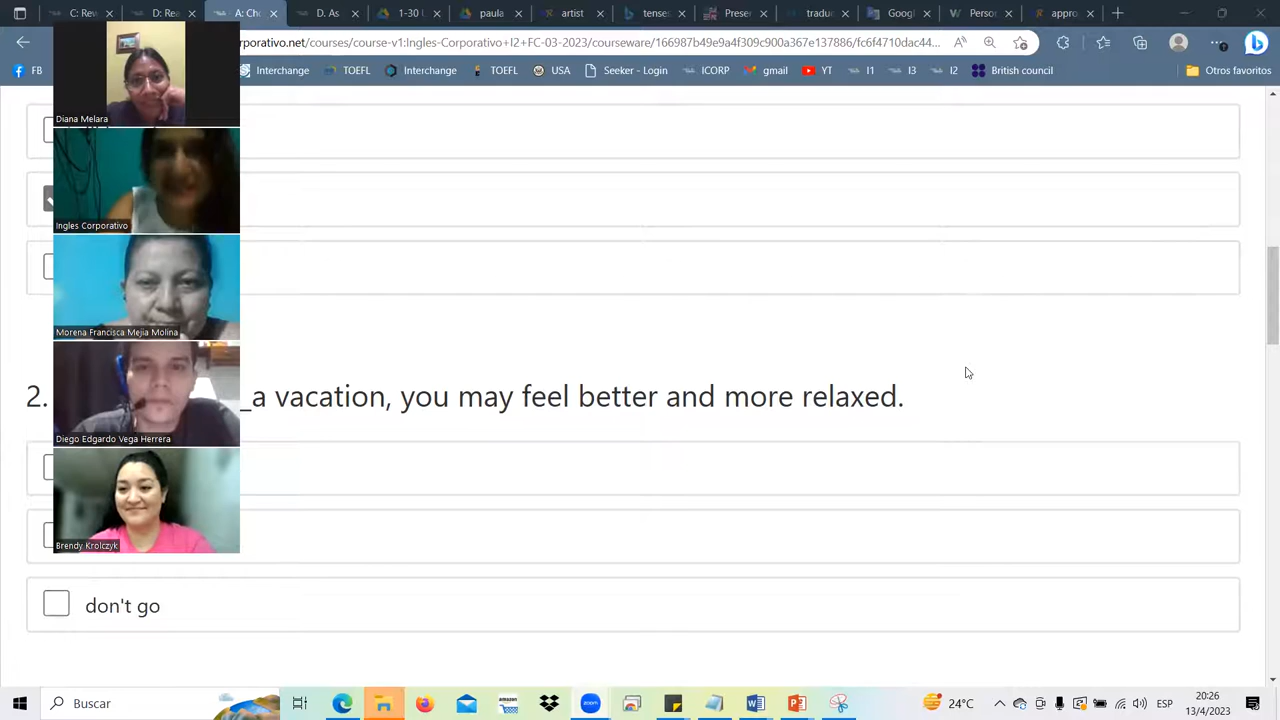 D: Re
A: Ch
D. As
1-30
paula
artist
tense
Prese
Goog
Perso
appro
rporativo.net/courses/course-v1:Ingles-Corporativo+I2+FC-03-2023/courseware/166987b49e9a4f309c900a367e137886/fc6f4710dac44...
FB
Interchange
TOEFL
Interchange
TOEFL
USA
Seeker - Login
ICORP
gmail
YT
I1
I3
I2
British council
Otros favoritos
Diana Melara
Ingles Corporativo
Morena Francisca Mejia Molina
2. _a vacation, you may feel better and more relaxed.
Diego Edgardo Vega Herrera
Brendy Krolczyk
don't go
Buscar
amazon
zoom
24°C
ESP
20:26
13/4/2023